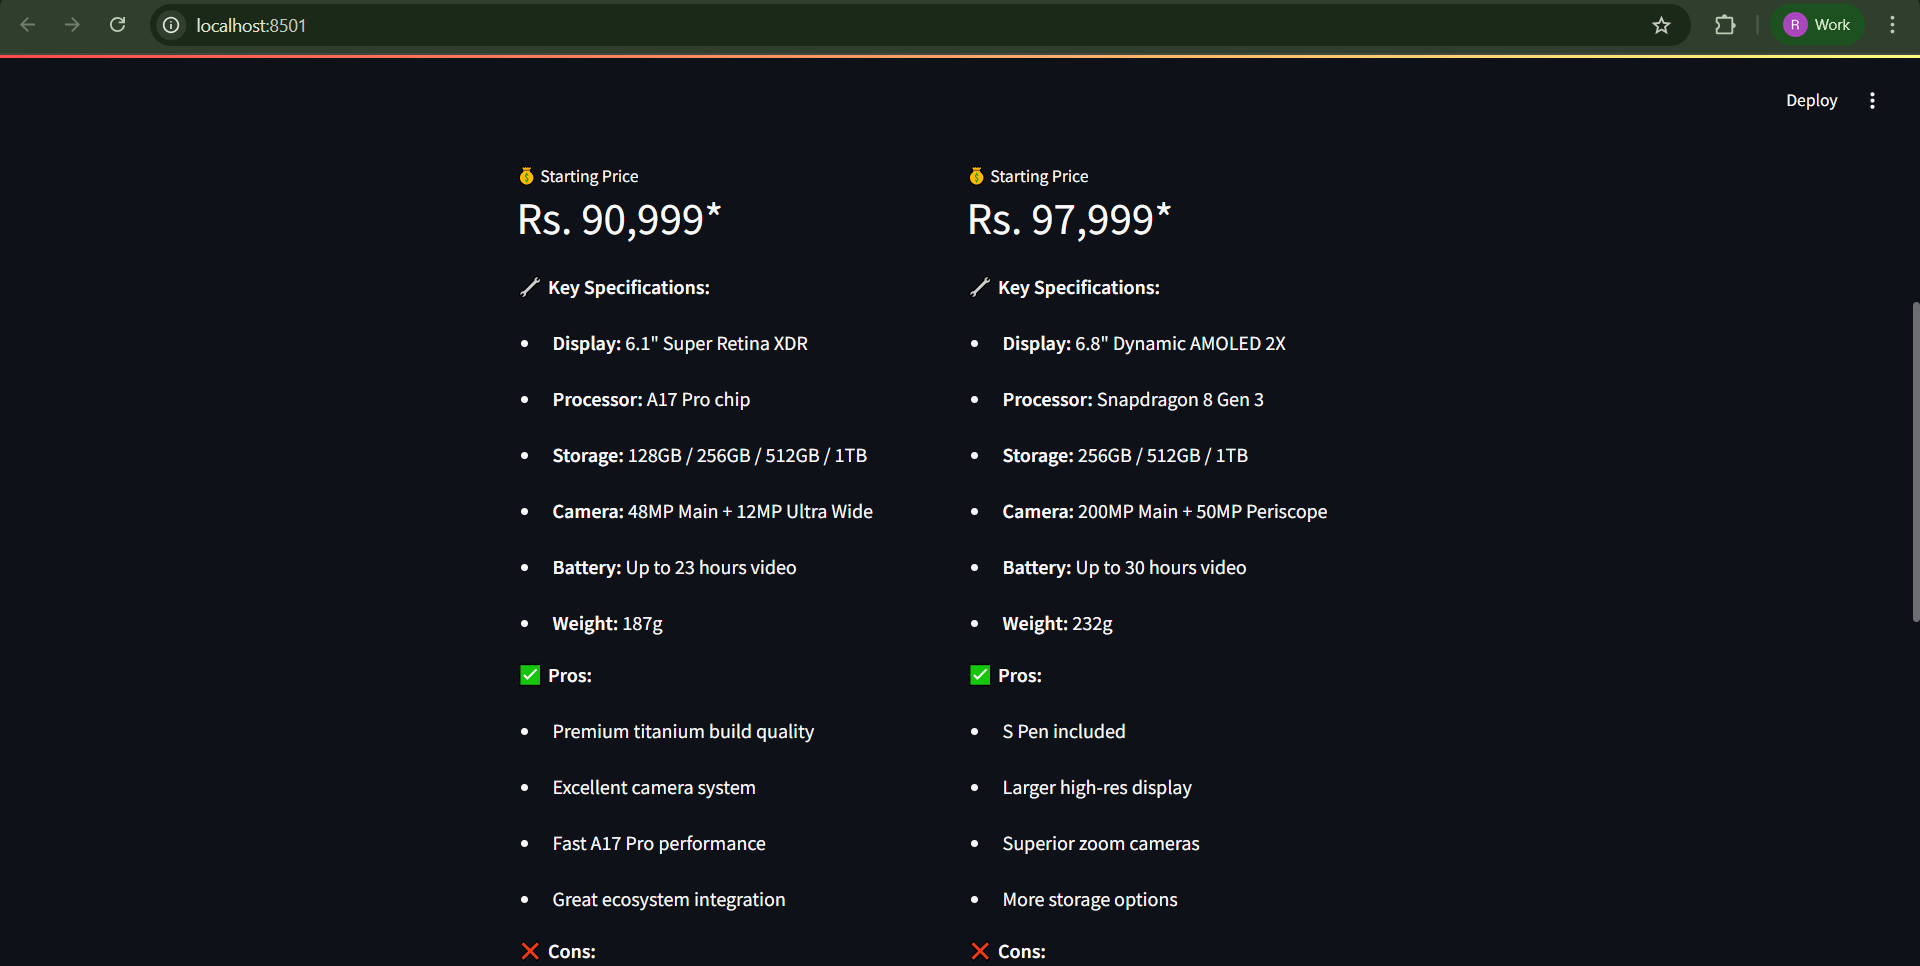 localhost:8501
R Work
Deploy
💰 Starting Price
Rs. 90,999*
🔧 Key Specifications:
• Display: 6.1" Super Retina XDR
• Processor: A17 Pro chip
• Storage: 128GB / 256GB / 512GB / 1TB
• Camera: 48MP Main + 12MP Ultra Wide
• Battery: Up to 23 hours video
• Weight: 187g
✅ Pros:
• Premium titanium build quality
• Excellent camera system
• Fast A17 Pro performance
• Great ecosystem integration
❌ Cons:
💰 Starting Price
Rs. 97,999*
🔧 Key Specifications:
• Display: 6.8" Dynamic AMOLED 2X
• Processor: Snapdragon 8 Gen 3
• Storage: 256GB / 512GB / 1TB
• Camera: 200MP Main + 50MP Periscope
• Battery: Up to 30 hours video
• Weight: 232g
✅ Pros:
• S Pen included
• Larger high-res display
• Superior zoom cameras
• More storage options
❌ Cons: